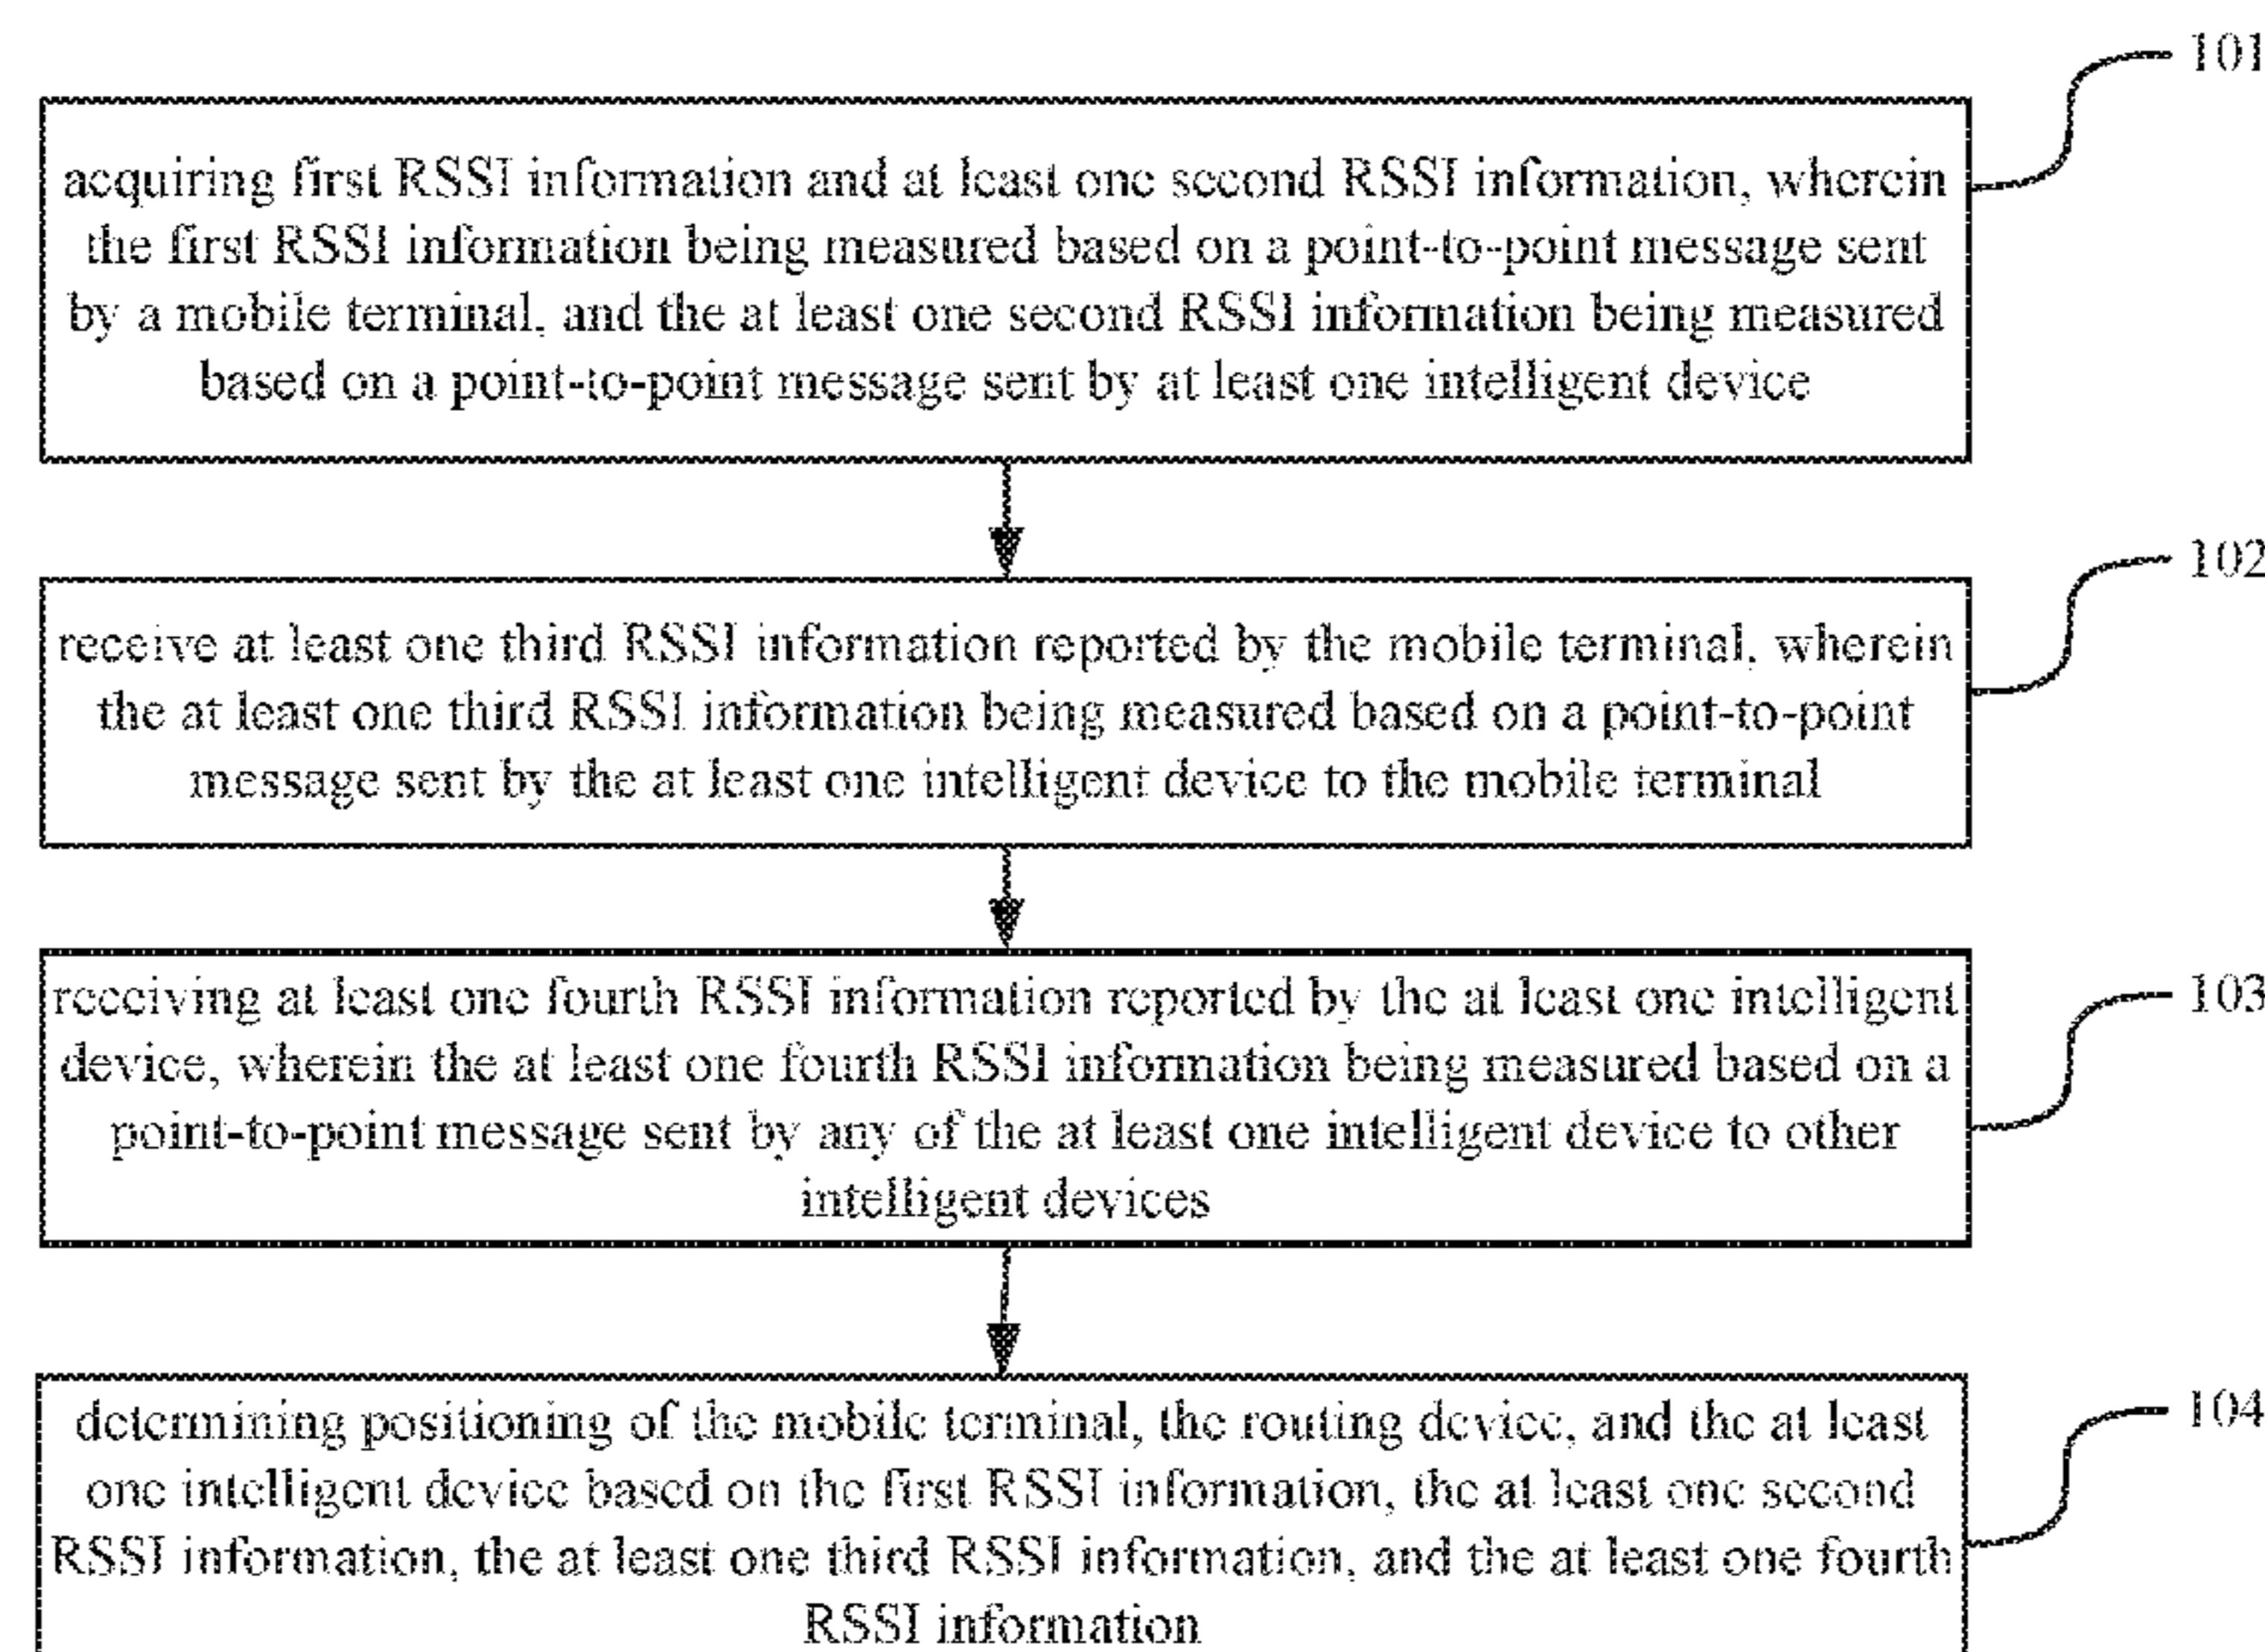 101
acquiring first RSSI information and at least one second RSSI information, wherein
the first RSSI information being measured based on a point-to-point message sent
by a mobile terminal, and the at least one second RSSI information being measured
based on a point-to-point message sent by at least one intelligent device
102
receive at least one third RSSI information reported by the mobile terminal, wherein
the at least one third RSSI information being measured based on a point-to-point
message sent by the at least one intelligent device to the mobile terminal
103
receiving at least one fourth RSSI information reported by the at least one intelligent
device, wherein the at least one fourth RSSI information being measured based on a
point-to-point message sent by any of the at least one intelligent device to other
intelligent devices
104
determining positioning of the mobile terminal, the routing device, and the at least
one intelligent device based on the first RSSI information, the at least one second
RSSI information, the at least one third RSSI information, and the at least one fourth
RSSI information